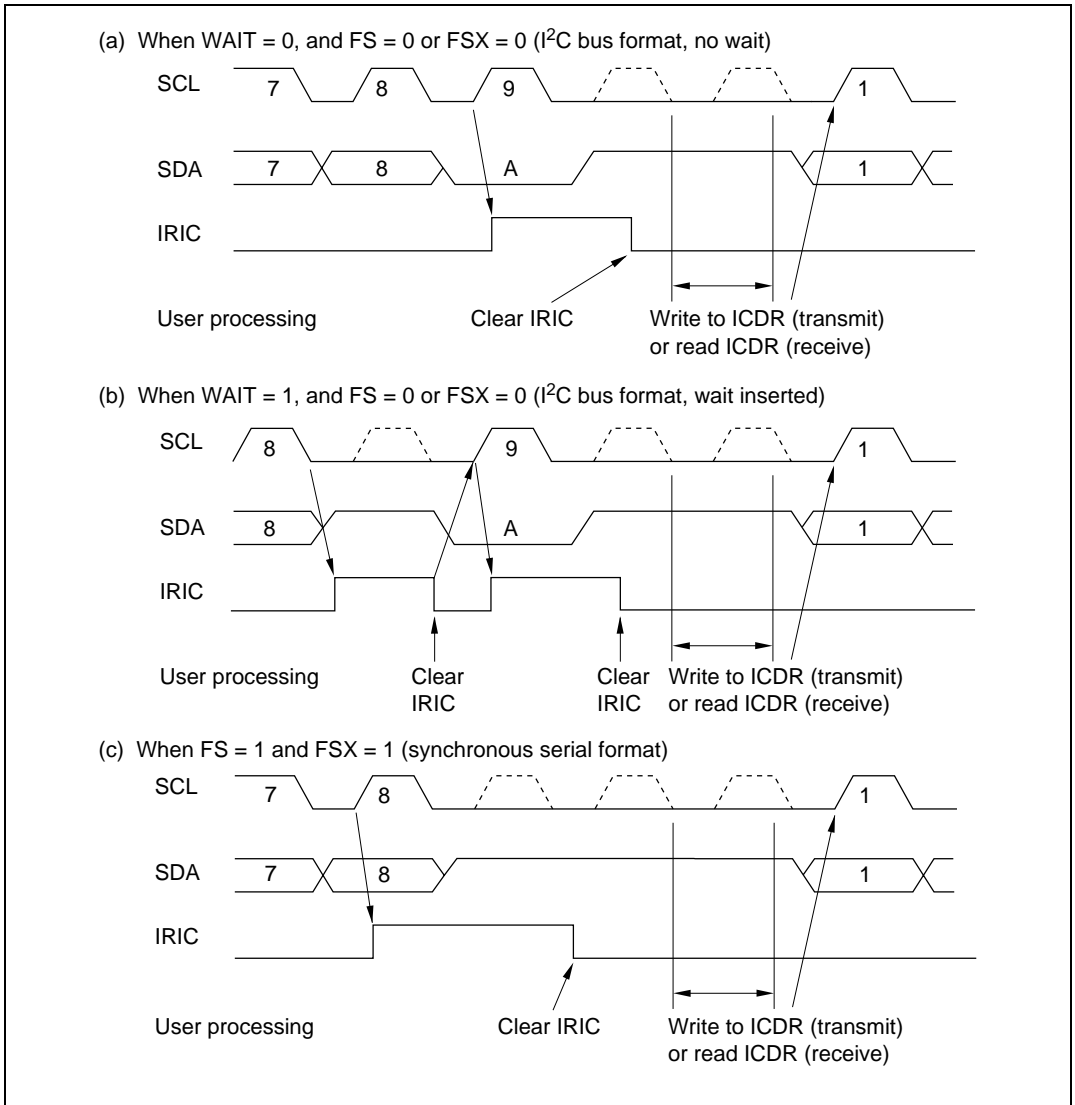 (a) When WAIT = 0, and FS = 0 or FSX = 0 (I²C bus format, no wait)
SCL 7 8 9 1
SDA 7 8 A 1
IRIC
User processing Clear IRIC Write to ICDR (transmit)
or read ICDR (receive)
(b) When WAIT = 1, and FS = 0 or FSX = 0 (I²C bus format, wait inserted)
SCL 8 9 1
SDA 8 A 1
IRIC
User processing Clear Clear Write to ICDR (transmit)
IRIC IRIC or read ICDR (receive)
(c) When FS = 1 and FSX = 1 (synchronous serial format)
SCL 7 8 1
SDA 7 8 1
IRIC
User processing Clear IRIC Write to ICDR (transmit)
or read ICDR (receive)